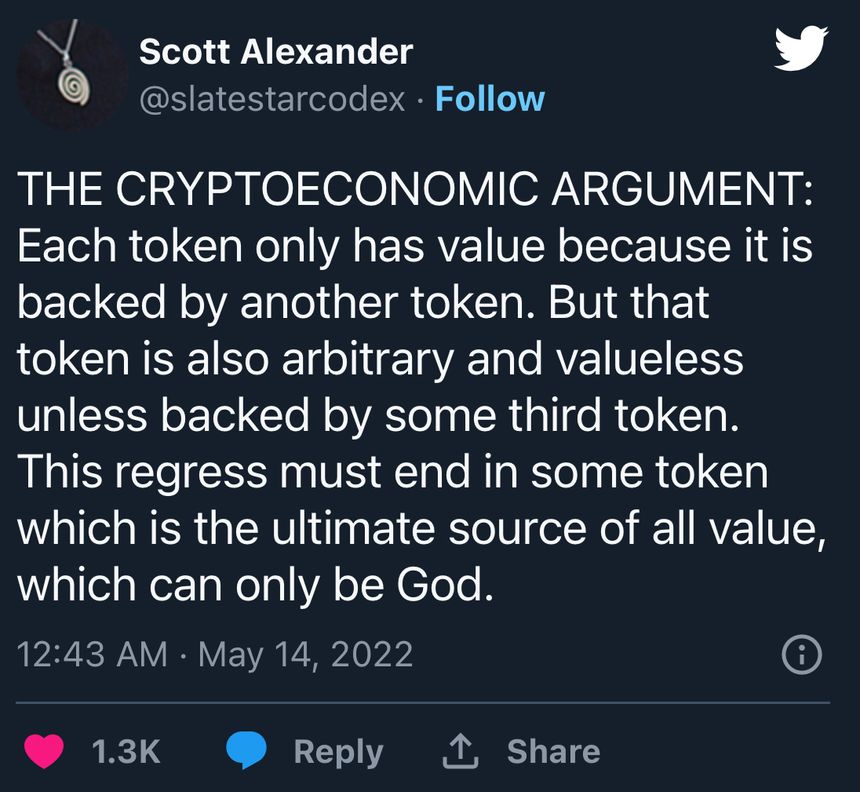 Scott Alexander
@slatestarcodex · Follow
THE CRYPTOECONOMIC ARGUMENT:
Each token only has value because it is
backed by another token. But that
token is also arbitrary and valueless
unless backed by some third token.
This regress must end in some token
which is the ultimate source of all value,
which can only be God.
12:43 AM · May 14, 2022
1.3K Reply Share